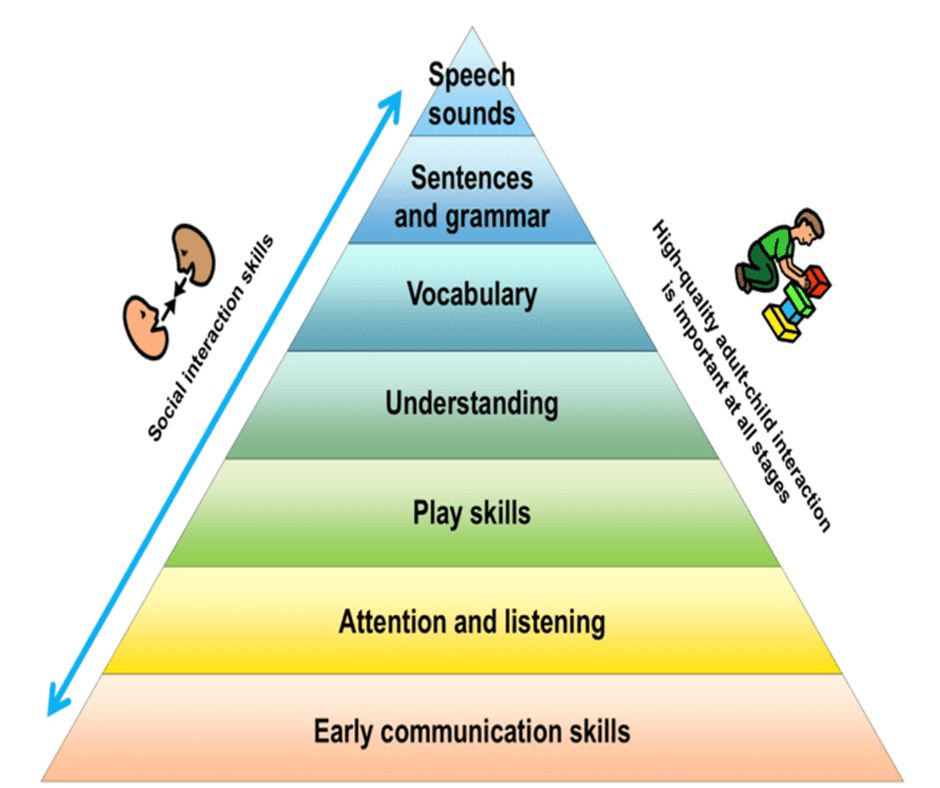 Speech
sounds
Sentences
and grammar
Vocabulary
Understanding
Play skills
Attention and listening
Early communication skills
Social interaction skills
High-quality adult-child interaction
is important at all stages